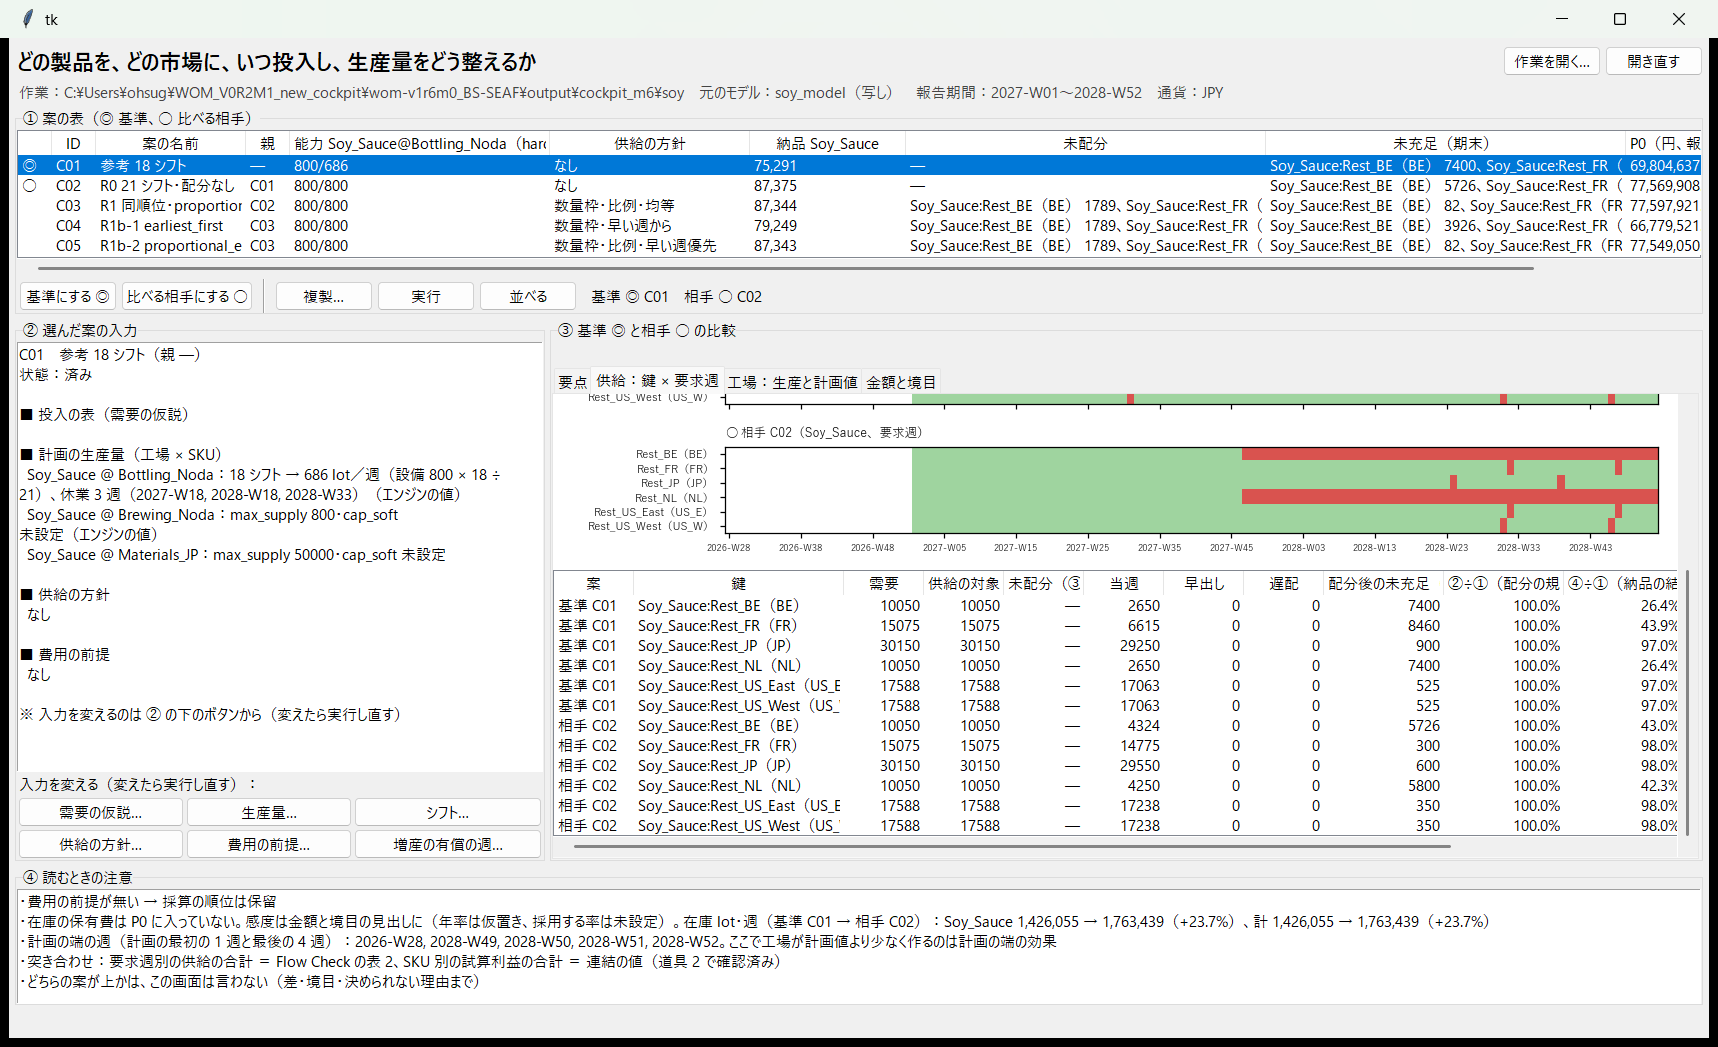 tk
どの製品を、どの市場に、いつ投入し、生産量をどう整えるか
作業を開く...
開き直す
作業：C:¥Users¥ohsug¥WOM_V0R2M1_new_cockpit¥wom-v1r6m0_BS-SEAF¥output¥cockpit_m6¥soy　元のモデル：soy_model（写し）　報告期間：2027-W01～2028-W52　通貨：JPY
① 案の表（◎ 基準、○ 比べる相手）
ID 案の名前 親 能力 Soy_Sauce@Bottling_Noda（harc 供給の方針 納品 Soy_Sauce 未配分 未充足（期末） P0（円、報
◎ C01 参考 18 シフト — 800/686 なし 75,291 — Soy_Sauce:Rest_BE（BE） 7400、Soy_Sauce:Rest_FR（ 69,804,637
○ C02 R0 21 シフト・配分なし C01 800/800 なし 87,375 — Soy_Sauce:Rest_BE（BE） 5726、Soy_Sauce:Rest_FR（ 77,569,908
C03 R1 同順位・proportior C02 800/800 数量枠・比例・均等 87,344 Soy_Sauce:Rest_BE（BE） 1789、Soy_Sauce:Rest_FR（ Soy_Sauce:Rest_BE（BE） 82、Soy_Sauce:Rest_FR（FR 77,597,921
C04 R1b-1 earliest_first C03 800/800 数量枠・早い週から 79,249 Soy_Sauce:Rest_BE（BE） 1789、Soy_Sauce:Rest_FR（ Soy_Sauce:Rest_BE（BE） 3926、Soy_Sauce:Rest_FR（ 66,779,521
C05 R1b-2 proportional_e C03 800/800 数量枠・比例・早い週優先 87,343 Soy_Sauce:Rest_BE（BE） 1789、Soy_Sauce:Rest_FR（ Soy_Sauce:Rest_BE（BE） 82、Soy_Sauce:Rest_FR（FR 77,549,050
基準にする ◎ 比べる相手にする ○ 複製... 実行 並べる 基準 ◎ C01　相手 ○ C02
② 選んだ案の入力
C01　参考 18 シフト（親 —）
状態：済み
■ 投入の表（需要の仮説）
■ 計画の生産量（工場 × SKU）
Soy_Sauce @ Bottling_Noda：18 シフト → 686 lot／週（設備 800 × 18 ÷
21）、休業 3 週（2027-W18, 2028-W18, 2028-W33）（エンジンの値）
Soy_Sauce @ Brewing_Noda：max_supply 800・cap_soft
未設定（エンジンの値）
Soy_Sauce @ Materials_JP：max_supply 50000・cap_soft 未設定
■ 供給の方針
なし
■ 費用の前提
なし
※ 入力を変えるのは ② の下のボタンから（変えたら実行し直す）
入力を変える（変えたら実行し直す）：
需要の仮説... 生産量... シフト...
供給の方針... 費用の前提... 増産の有償の週...
③ 基準 ◎ と相手 ○ の比較
要点 供給：鍵 × 要求週 工場：生産と計画値 金額と境目
Rest_US_West（US_W）
○ 相手 C02（Soy_Sauce、要求週）
Rest_BE（BE）
Rest_FR（FR）
Rest_JP（JP）
Rest_NL（NL）
Rest_US_East（US_E）
Rest_US_West（US_W）
2026-W28 2026-W38 2026-W48 2027-W05 2027-W15 2027-W25 2027-W35 2027-W45 2028-W03 2028-W13 2028-W23 2028-W33 2028-W43
案 鍵 需要 供給の対象 未配分（③ 当週 早出し 遅配 配分後の未充足 ②÷①（配分の規 ④÷①（納品の結
基準 C01 Soy_Sauce:Rest_BE（BE） 10050 10050 — 2650 0 0 7400 100.0% 26.4%
基準 C01 Soy_Sauce:Rest_FR（FR） 15075 15075 — 6615 0 0 8460 100.0% 43.9%
基準 C01 Soy_Sauce:Rest_JP（JP） 30150 30150 — 29250 0 0 900 100.0% 97.0%
基準 C01 Soy_Sauce:Rest_NL（NL） 10050 10050 — 2650 0 0 7400 100.0% 26.4%
基準 C01 Soy_Sauce:Rest_US_East（US_E 17588 17588 — 17063 0 0 525 100.0% 97.0%
基準 C01 Soy_Sauce:Rest_US_West（US_ 17588 17588 — 17063 0 0 525 100.0% 97.0%
相手 C02 Soy_Sauce:Rest_BE（BE） 10050 10050 — 4324 0 0 5726 100.0% 43.0%
相手 C02 Soy_Sauce:Rest_FR（FR） 15075 15075 — 14775 0 0 300 100.0% 98.0%
相手 C02 Soy_Sauce:Rest_JP（JP） 30150 30150 — 29550 0 0 600 100.0% 98.0%
相手 C02 Soy_Sauce:Rest_NL（NL） 10050 10050 — 4250 0 0 5800 100.0% 42.3%
相手 C02 Soy_Sauce:Rest_US_East（US_E 17588 17588 — 17238 0 0 350 100.0% 98.0%
相手 C02 Soy_Sauce:Rest_US_West（US_ 17588 17588 — 17238 0 0 350 100.0% 98.0%
④ 読むときの注意
・費用の前提が無い → 採算の順位は保留
・在庫の保有費は P0 に入っていない。感度は金額と境目の見出しに（年率は仮置き、採用する率は未設定）。在庫 lot・週（基準 C01 → 相手 C02）：Soy_Sauce 1,426,055 → 1,763,439（+23.7%）、計 1,426,055 → 1,763,439（+23.7%）
・計画の端の週（計画の最初の 1 週と最後の 4 週）：2026-W28, 2028-W49, 2028-W50, 2028-W51, 2028-W52。ここで工場が計画値より少なく作るのは計画の端の効果
・突き合わせ：要求週別の供給の合計 ＝ Flow Check の表 2、SKU 別の試算利益の合計 ＝ 連結の値（道具 2 で確認済み）
・どちらの案が上かは、この画面は言わない（差・境目・決められない理由まで）